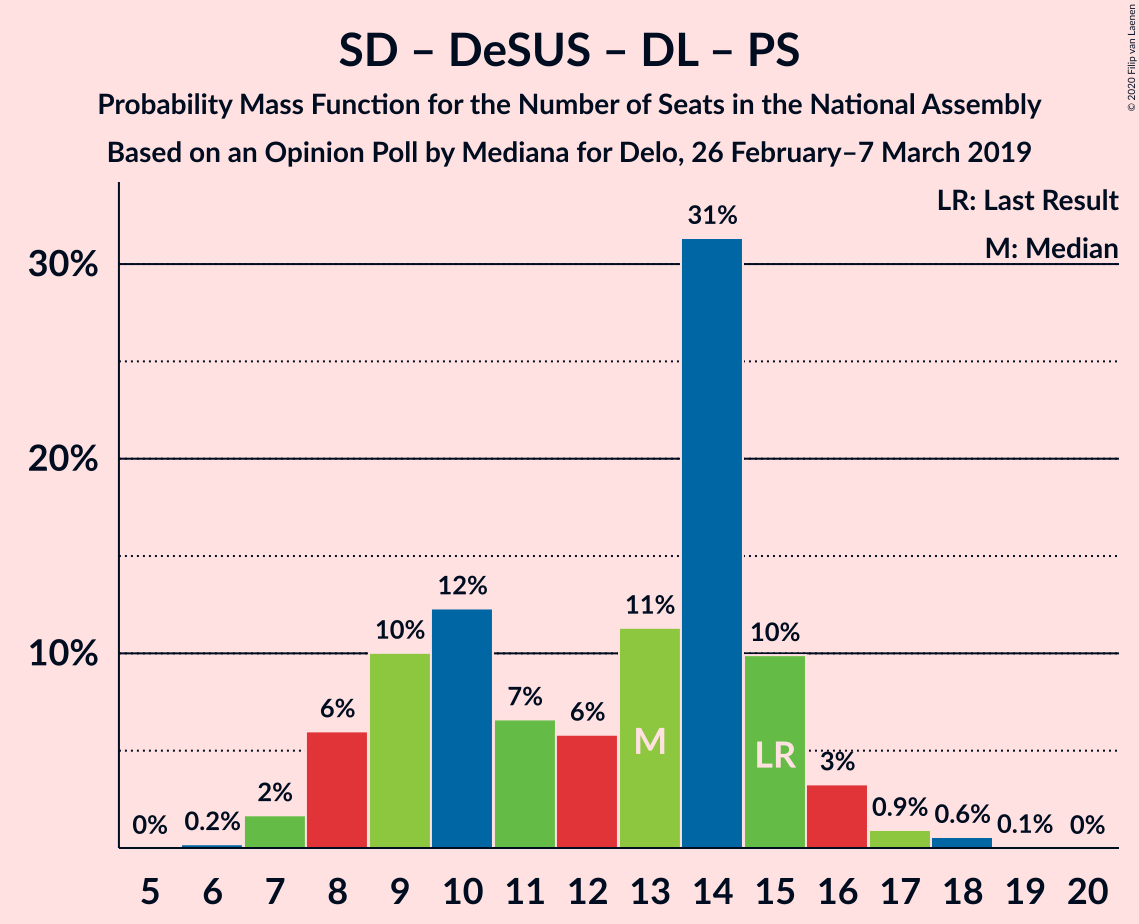 SD – DeSUS – DL – PS
Probability Mass Function for the Number of Seats in the National Assembly
Based on an Opinion Poll by Mediana for Delo, 26 February–7 March 2019
© 2020 Filip van Laenen
LR: Last Result
M: Median
30%
20%
10%
0%
0.2%
2%
6%
10%
12%
7%
6%
11%
31%
10%
3%
0.9%
0.6%
0.1%
0%
M
LR
5 6 7 8 9 10 11 12 13 14 15 16 17 18 19 20